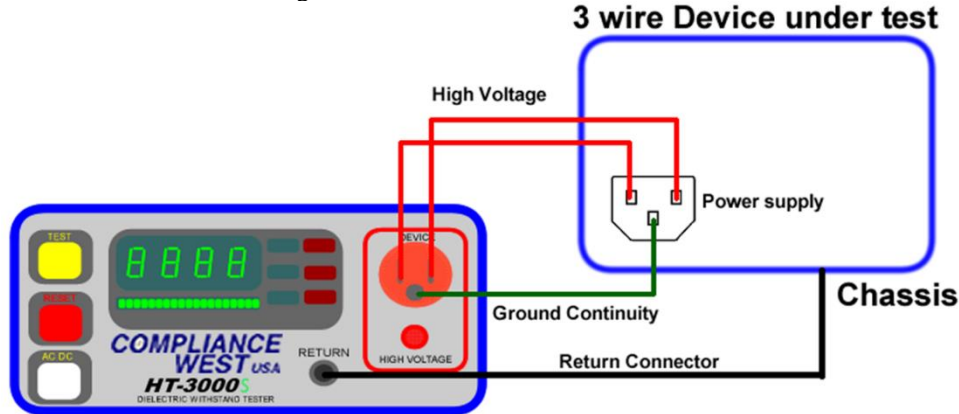 3 wire Device under test
High Voltage
Power supply
TEST
DEVICE
8888
RESET
Chassis
Ground Continuity
COMPLIANCE
WEST USA
RETURN
HIGH VOLTAGE
Return Connector
AC DC
HT-3000S
DIELECTRIC WITHSTAND TESTER